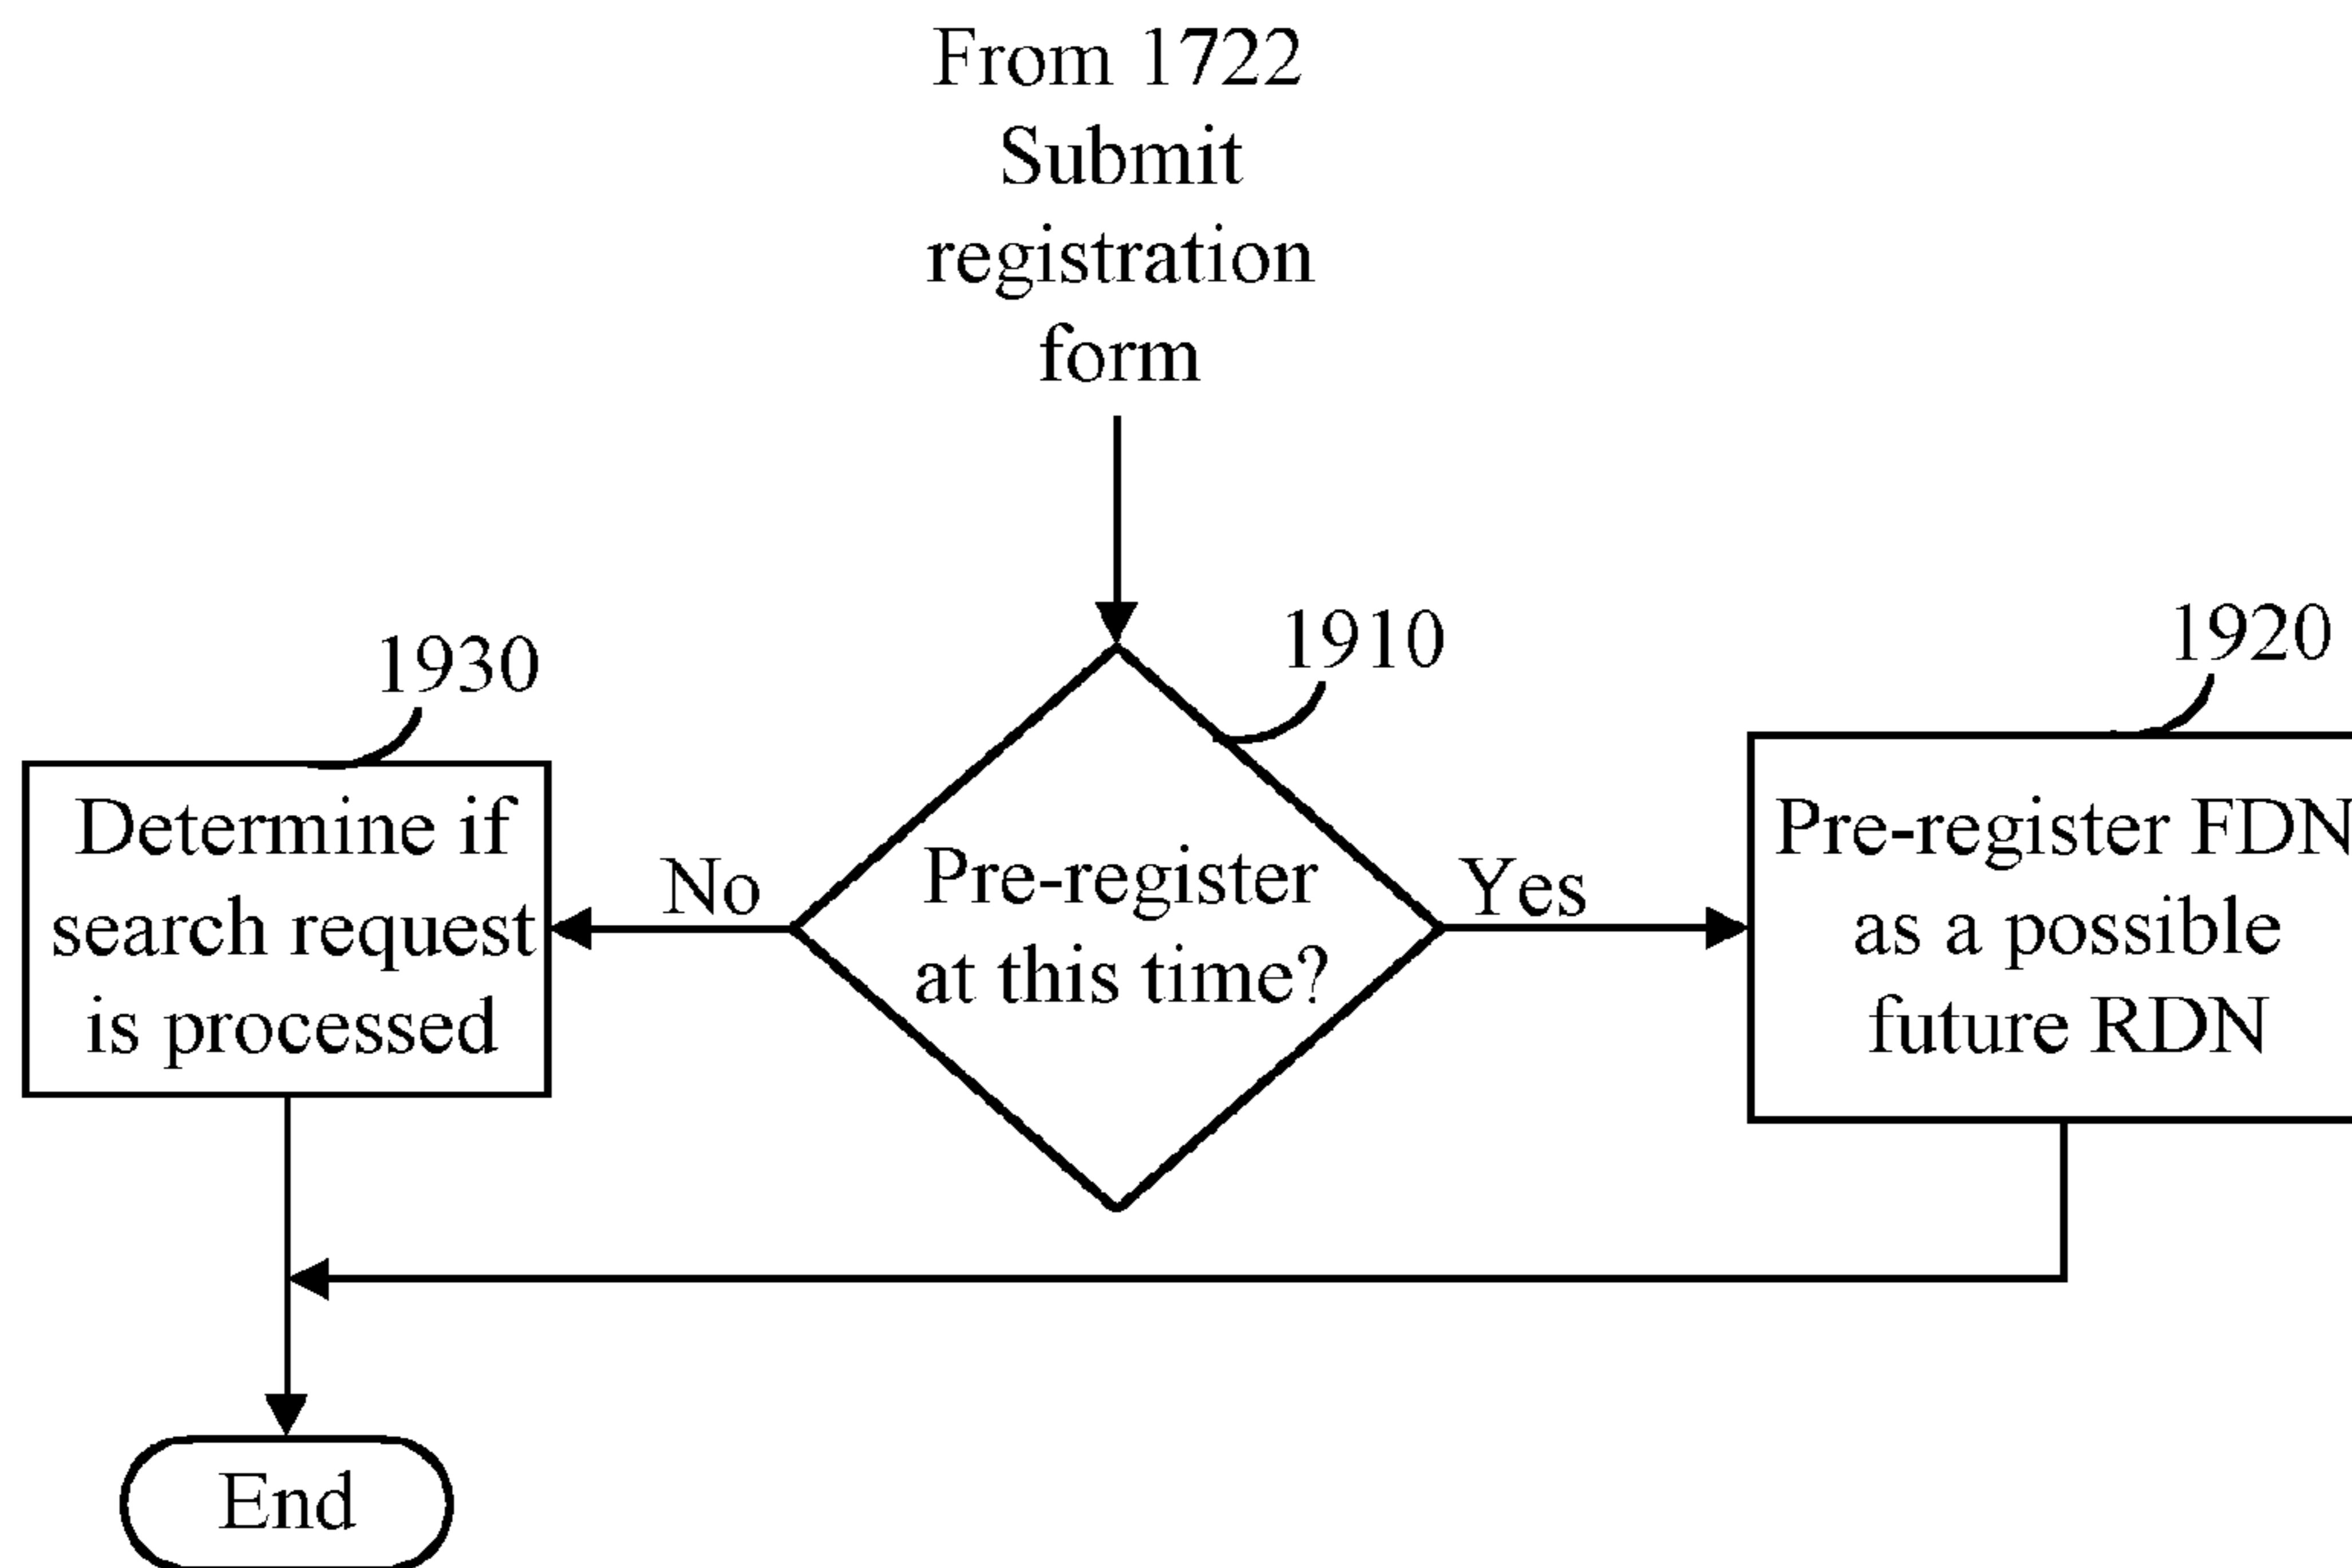 From 1722
Submit
registration
form
1930
1910
1920
Determine if
search request
is processed
No
Pre-register
at this time?
Yes
Pre-register FDN
as a possible
future RDN
End